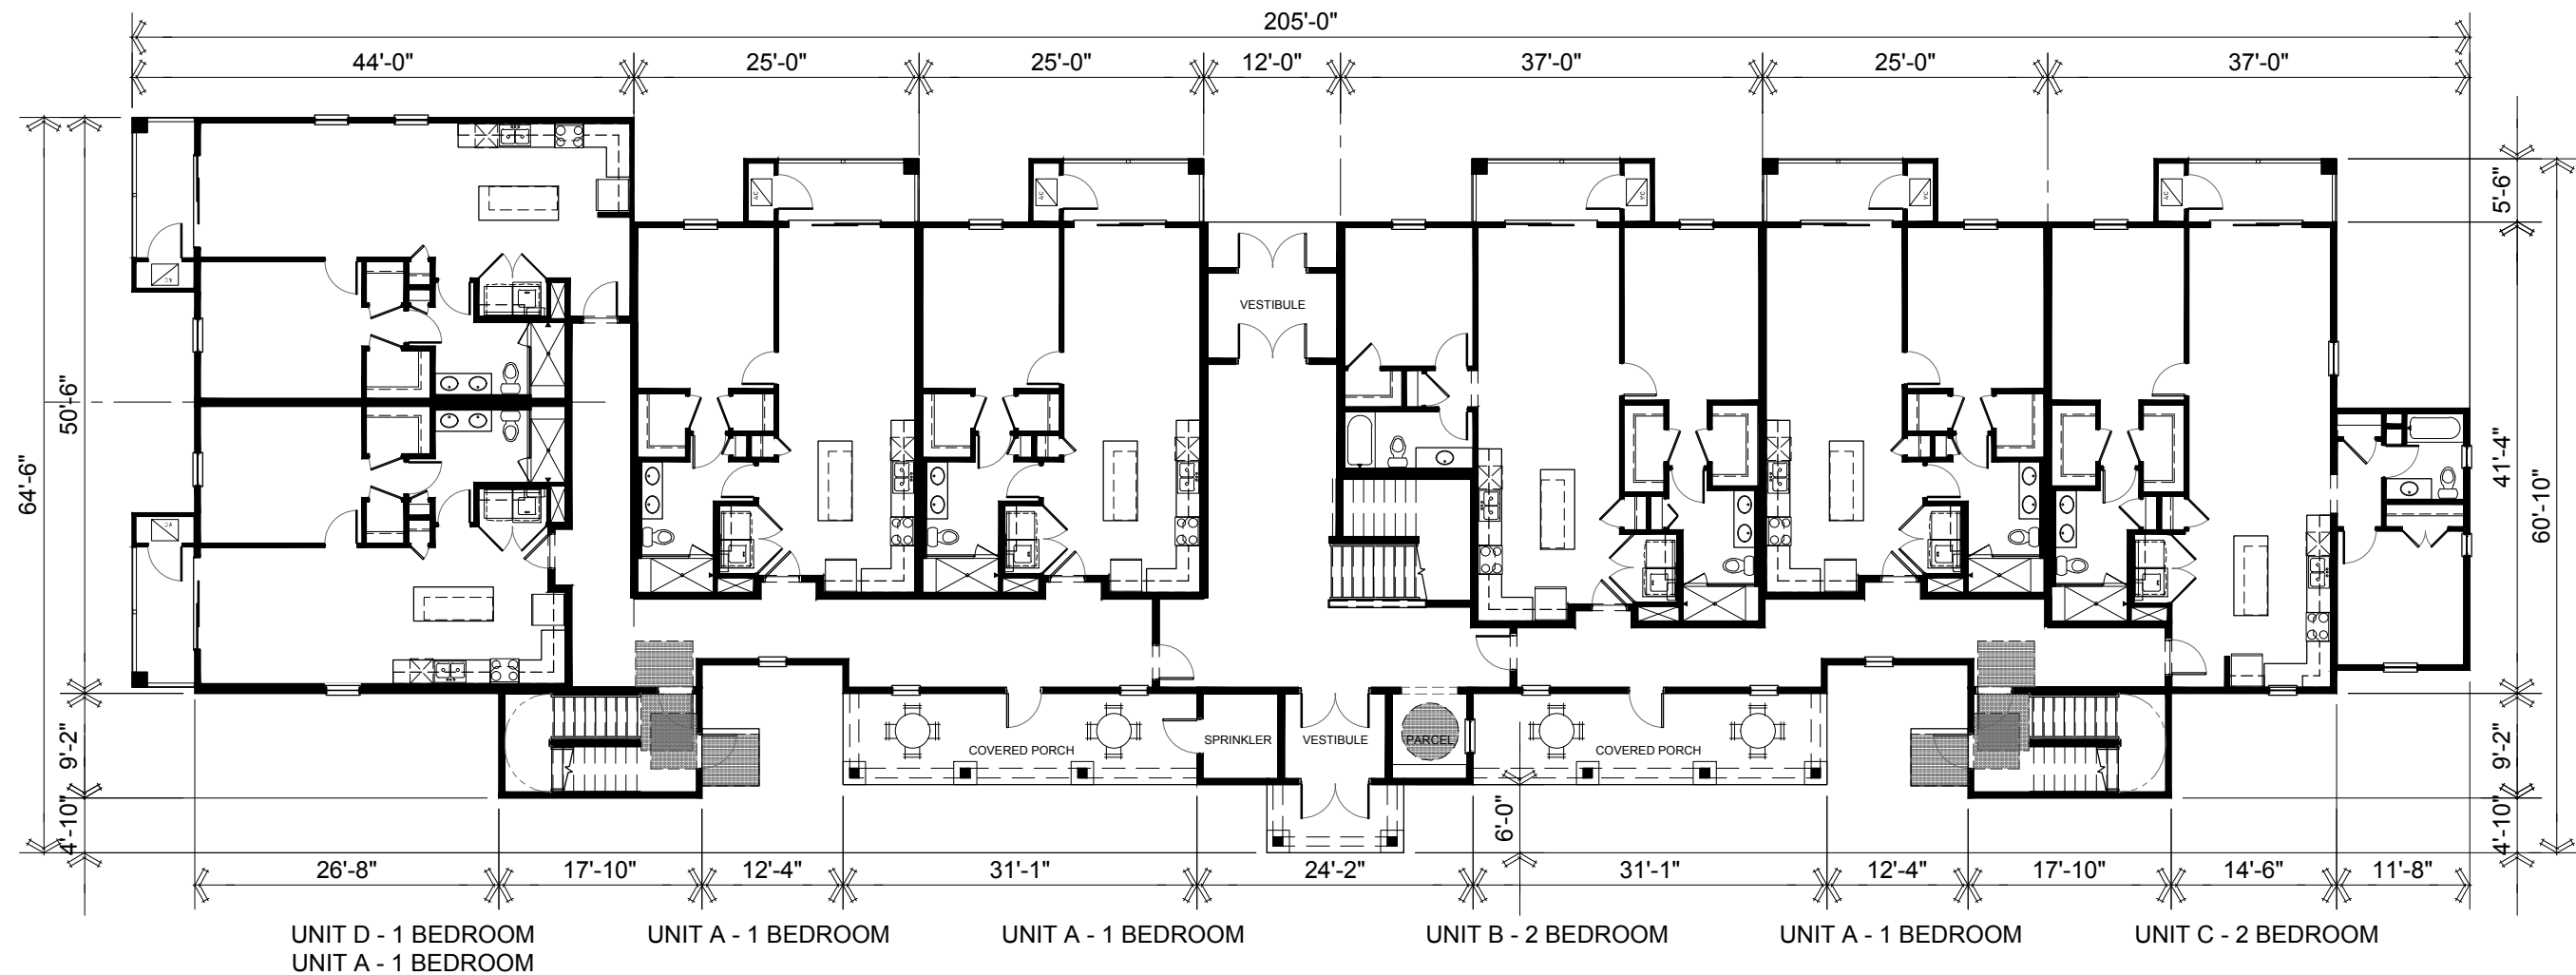 205'-0"
44'-0"
25'-0"
25'-0"
12'-0"
37'-0"
25'-0"
37'-0"
64'-6"
50'-6"
9'-2"
4'-10"
5'-6"
41'-4"
60'-10"
9'-2"
4'-10"
A/C
A/C
A/C
A/C
A/C
A/C
A/C
VESTIBULE
COVERED PORCH
SPRINKLER
VESTIBULE
PARCEL
COVERED PORCH
6'-0"
26'-8"
17'-10"
12'-4"
31'-1"
24'-2"
31'-1"
12'-4"
17'-10"
14'-6"
11'-8"
UNIT D - 1 BEDROOM
UNIT A - 1 BEDROOM
UNIT A - 1 BEDROOM
UNIT A - 1 BEDROOM
UNIT B - 2 BEDROOM
UNIT A - 1 BEDROOM
UNIT C - 2 BEDROOM